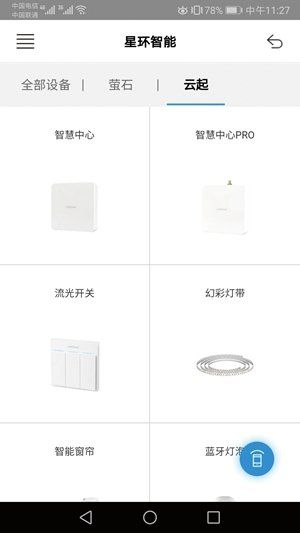 中国电信 46 36 78% 中午11:27
中国联通
星环智能
全部设备 | 萤石 | 云起
智慧中心
智慧中心PRO
流光开关
幻彩灯带
智能窗帘
蓝牙灯泡